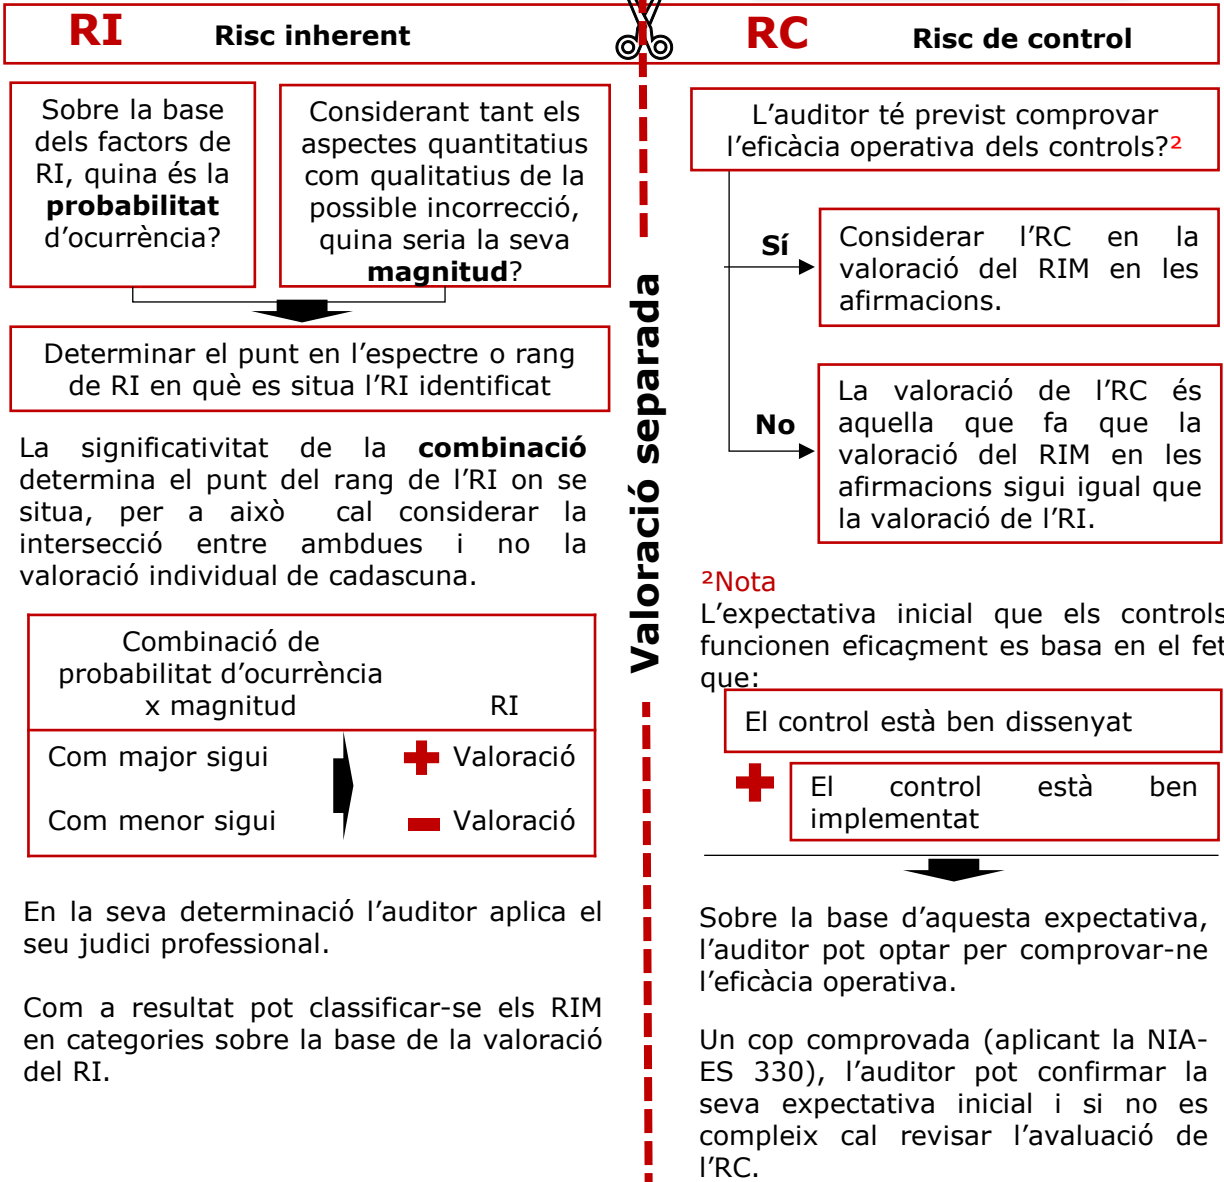 RI Risc inherent
Sobre la base
dels factors de
RI, quina és la
probabilitat
d’ocurrència?
Considerant tant els
aspectes quantitatius
com qualitatius de la
possible incorrecció,
quina seria la seva
magnitud?
Determinar el punt en l’espectre o rang
de RI en què es situa l’RI identificat
La significativitat de la combinació
determina el punt del rang de l’RI on se
situa, per a això cal considerar la
intersecció entre ambdues i no la
valoració individual de cadascuna.
Combinació de
probabilitat d’ocurrència
x magnitud RI
Com major sigui Valoració
Com menor sigui Valoració
En la seva determinació l’auditor aplica el
seu judici professional.
Com a resultat pot classificar-se els RIM
en categories sobre la base de la valoració
del RI.
Valoració separada
RC Risc de control
L’auditor té previst comprovar
l’eficàcia operativa dels controls?²
Sí
Considerar l’RC en la
valoració del RIM en les
afirmacions.
No
La valoració de l’RC és
aquella que fa que la
valoració del RIM en les
afirmacions sigui igual que
la valoració de l’RI.
²Nota
L’expectativa inicial que els controls
funcionen eficaçment es basa en el fet
que:
El control està ben dissenyat
El control està ben
implementat
Sobre la base d’aquesta expectativa,
l’auditor pot optar per comprovar-ne
l’eficàcia operativa.
Un cop comprovada (aplicant la NIA-
ES 330), l’auditor pot confirmar la
seva expectativa inicial i si no es
compleix cal revisar l’avaluació de
l’RC.